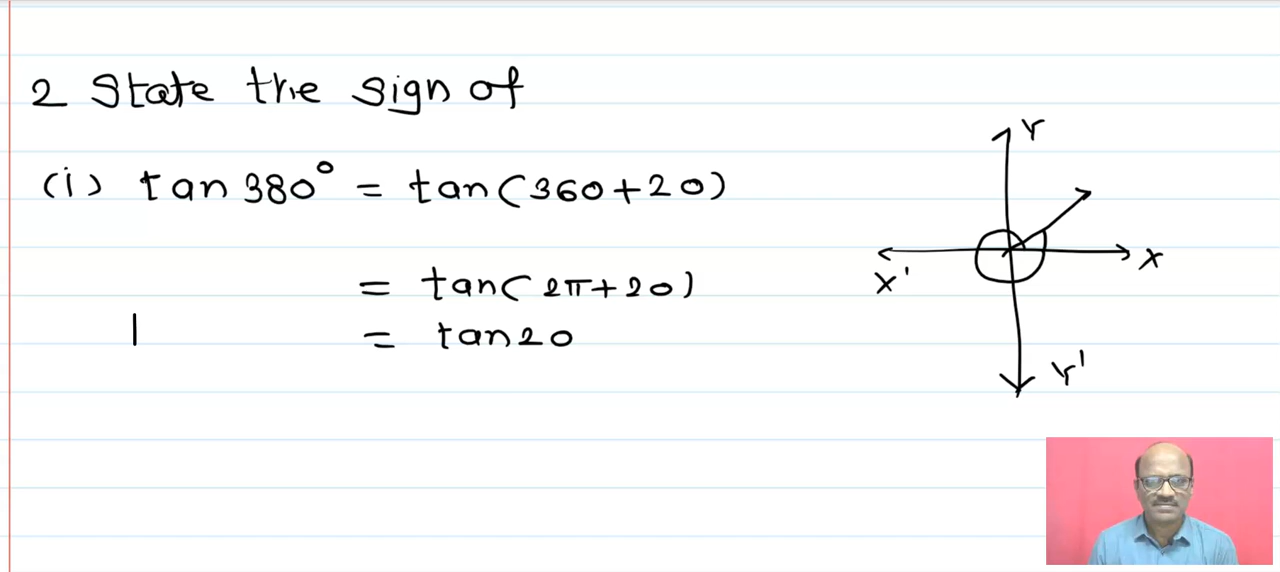 2 State the sign of
(i) tan 380° = tan(360+20)
= tan(2π+20)
= tan20
Y
X
X'
Y'